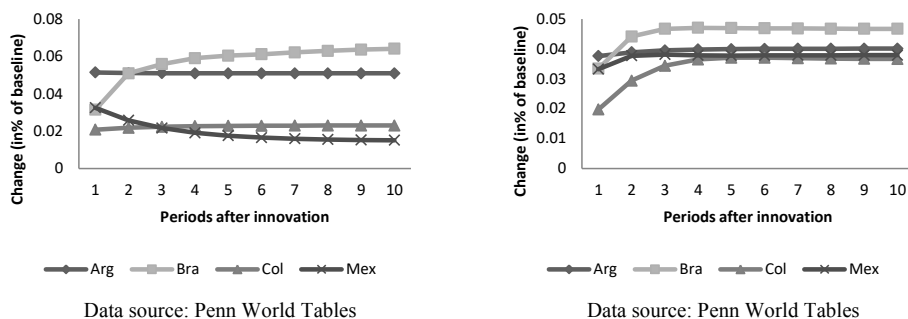 Change (in% of baseline)
0.08
0.06
0.04
0.02
0
1 2 3 4 5 6 7 8 9 10
Periods after innovation
Arg Bra Col Mex
Data source: Penn World Tables
Change (in% of baseline)
0.05
0.04
0.03
0.02
0.01
0
1 2 3 4 5 6 7 8 9 10
Periods after innovation
Arg Bra Col Mex
Data source: Penn World Tables